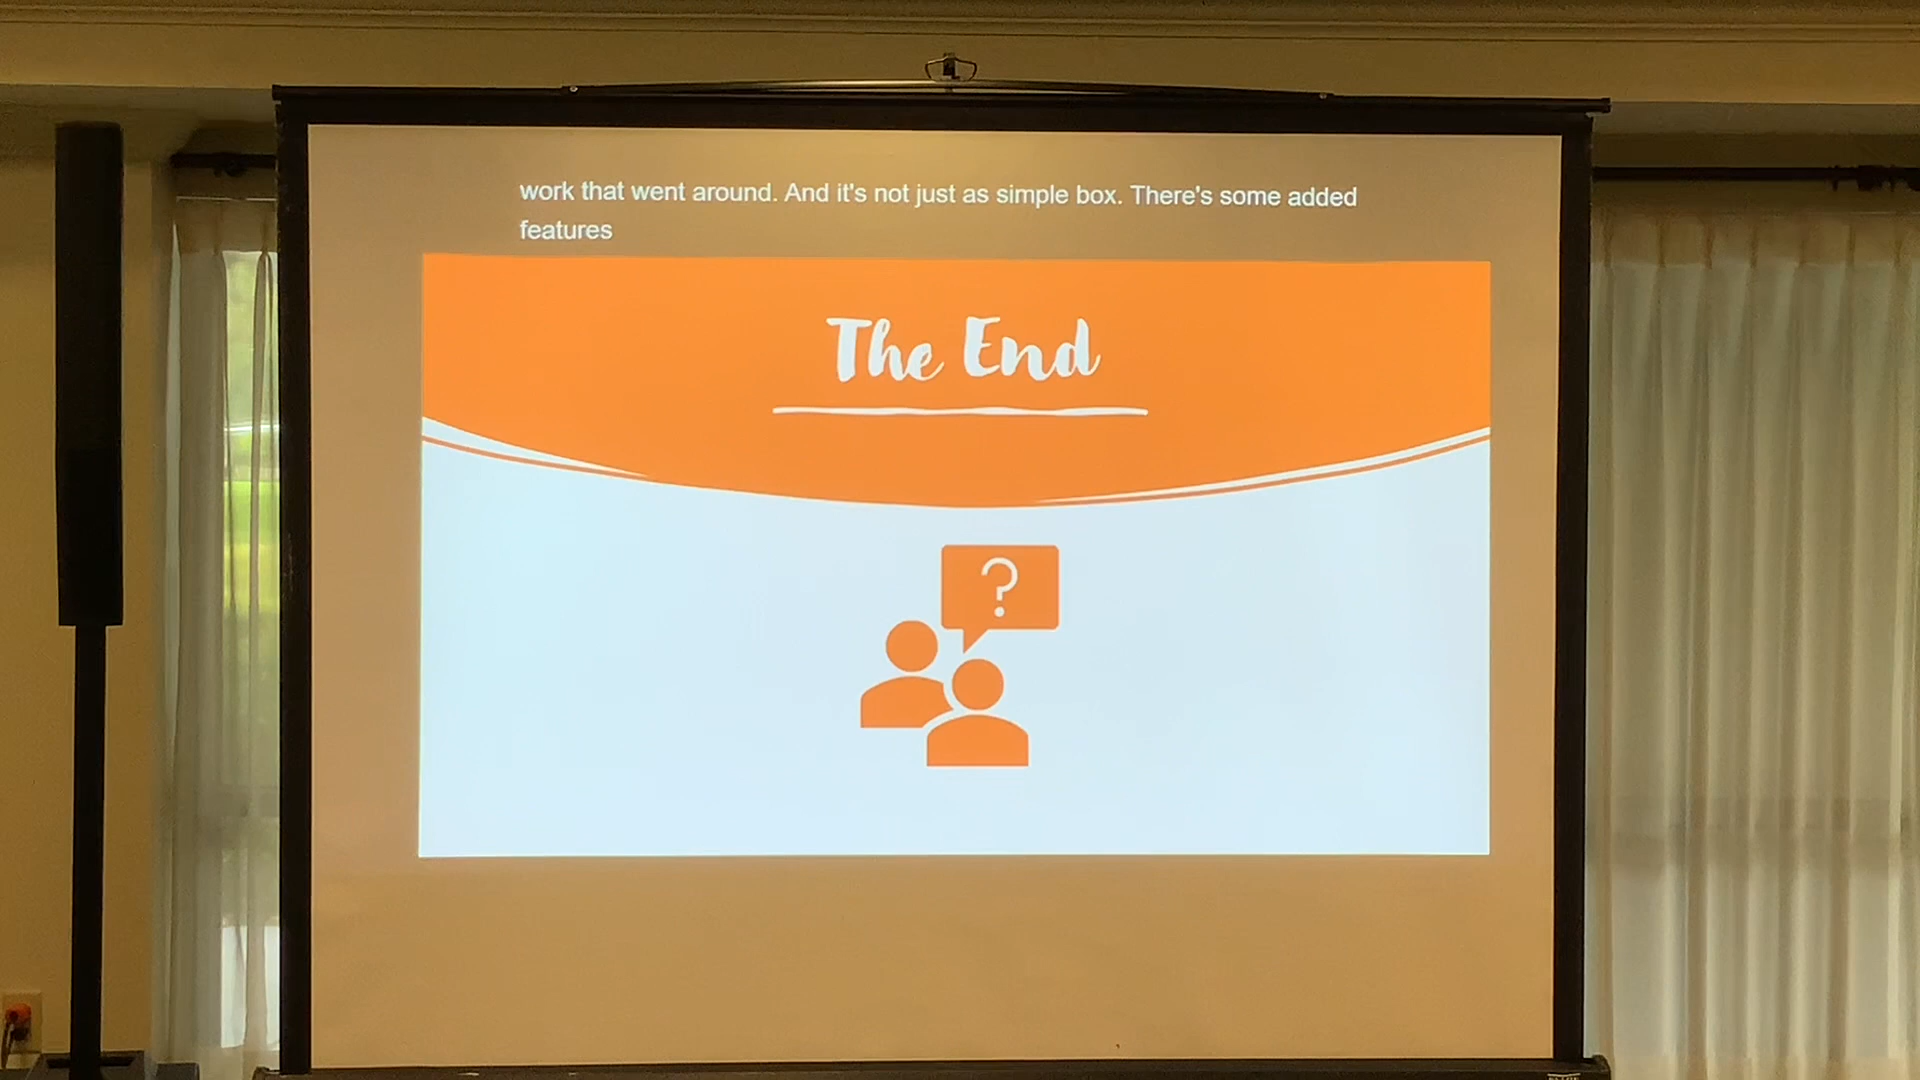 work that went around. And it's not just as simple box. There's some added
features
The End
?